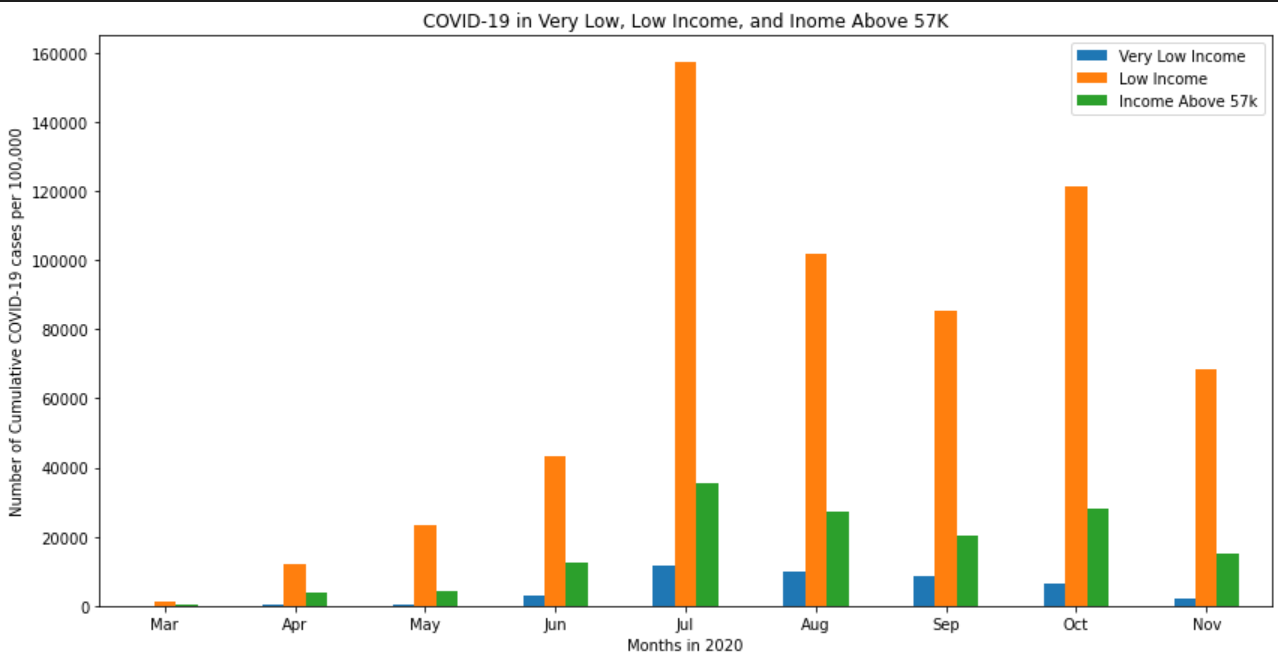 COVID-19 in Very Low, Low Income, and Inome Above 57K
Very Low Income
Low Income
Income Above 57k
Number of Cumulative COVID-19 cases per 100,000
160000
140000
120000
100000
80000
60000
40000
20000
0
Mar Apr May Jun Jul Aug Sep Oct Nov
Months in 2020